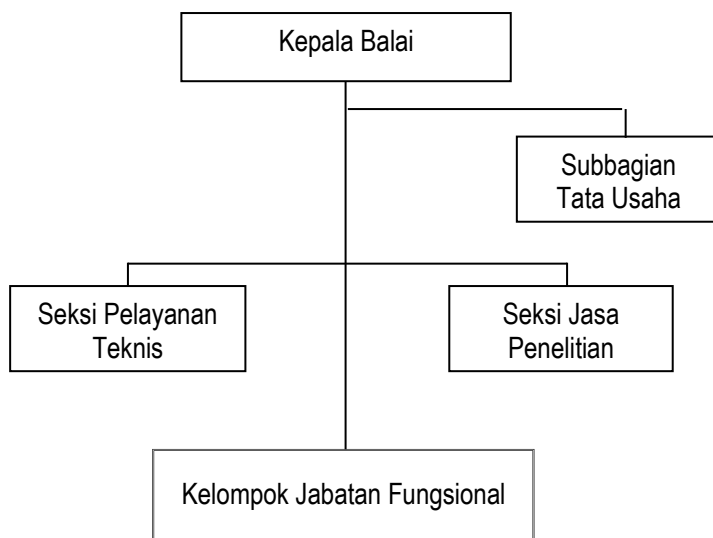 Kepala Balai
Subbagian
Tata Usaha
Seksi Pelayanan
Teknis
Seksi Jasa
Penelitian
Kelompok Jabatan Fungsional